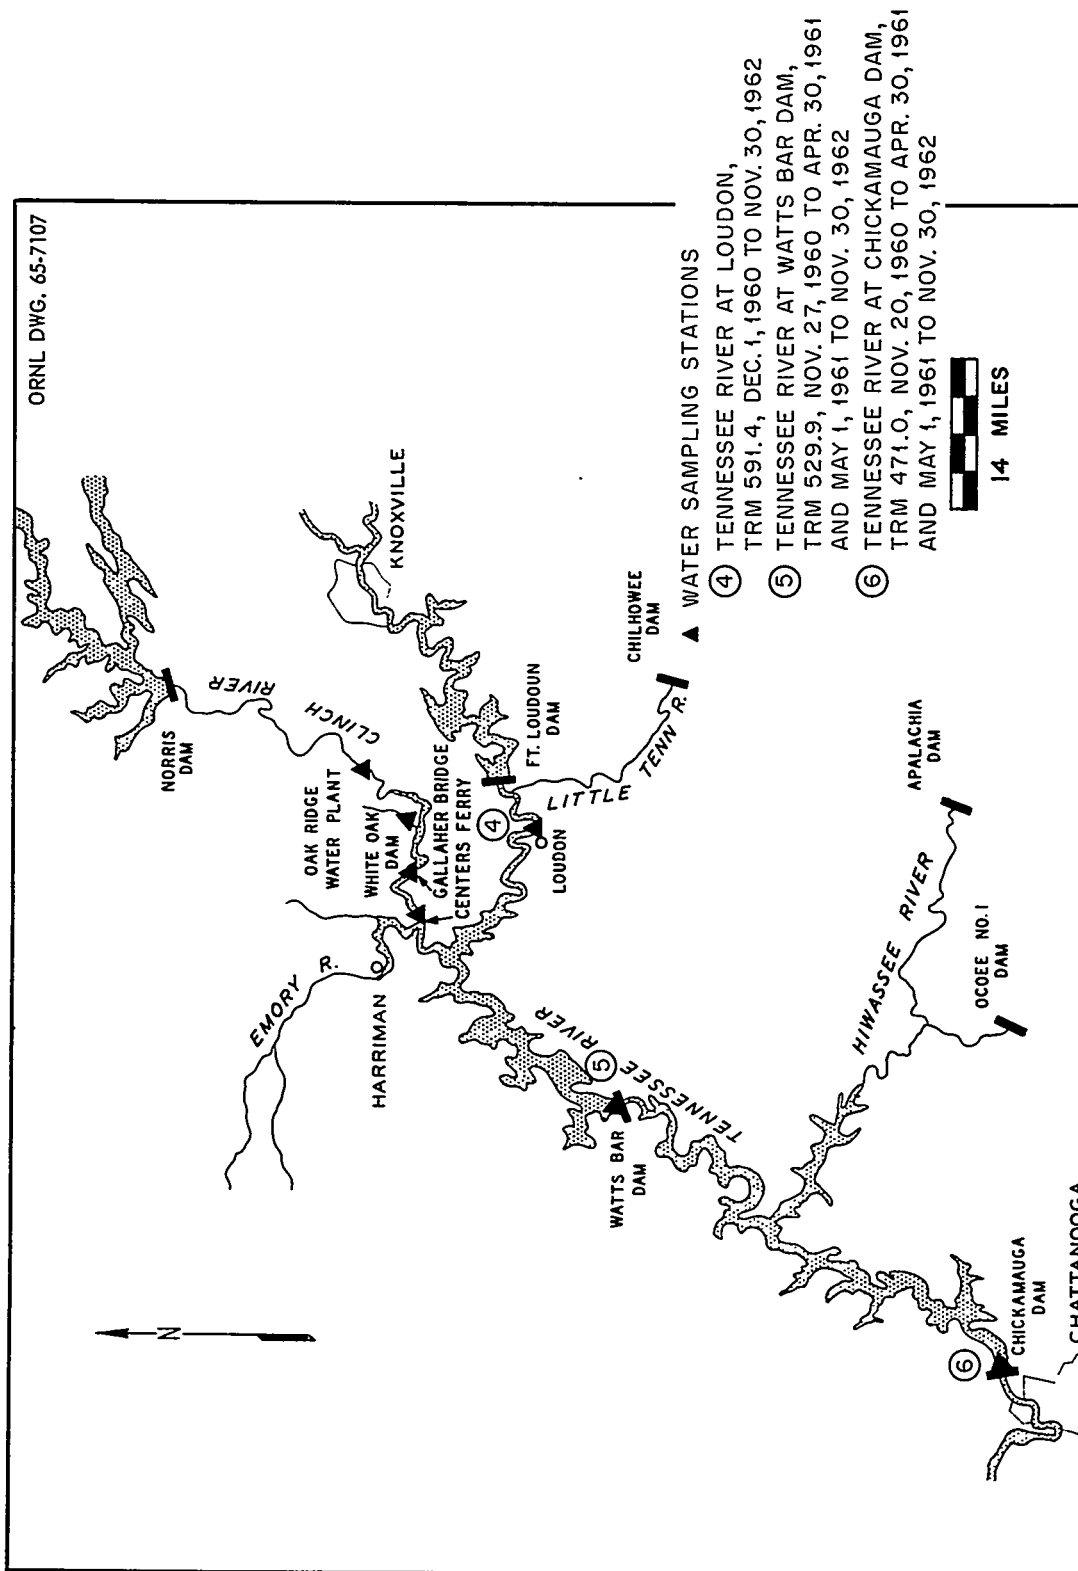 ORNL DWG. 65-7107
N
NORRIS
DAM
CLINCH
RIVER
OAK RIDGE
WATER PLANT
WHITE OAK
DAM
GALLAHER BRIDGE
CENTERS FERRY
KNOXVILLE
EMORY R.
HARRIMAN
④
FT. LOUDOUN
DAM
LOUDON
LITTLE TENN R.
CHILHOWEE
DAM
⑤
TENNESSEE RIVER
WATTS BAR
DAM
HIWASSEE RIVER
APALACHIA
DAM
OCOEE NO. 1
DAM
⑥
CHICKAMAUGA
DAM
CHATTANOOGA
▲ WATER SAMPLING STATIONS
④ TENNESSEE RIVER AT LOUDON,
TRM 591.4, DEC. 1, 1960 TO NOV. 30, 1962
⑤ TENNESSEE RIVER AT WATTS BAR DAM,
TRM 529.9, NOV. 27, 1960 TO APR. 30, 1961
AND MAY 1, 1961 TO NOV. 30, 1962
⑥ TENNESSEE RIVER AT CHICKAMAUGA DAM,
TRM 471.0, NOV. 20, 1960 TO APR. 30, 1961
AND MAY 1, 1961 TO NOV. 30, 1962
14 MILES